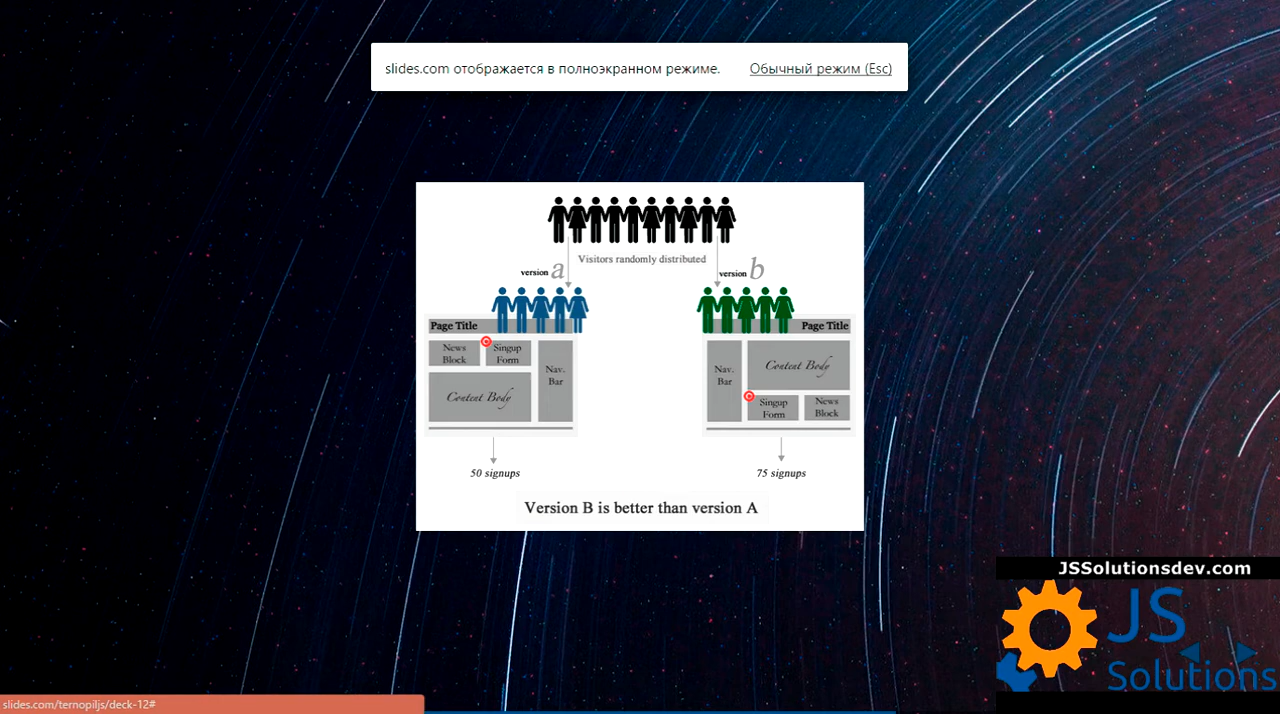 slides.com отображается в полноэкранном режиме. Обычный режим (Esc)
Visitors randomly distributed
version a
version b
Page Title
News
Block
Singup
Form
Nav.
Bar
Content Body
50 signups
Page Title
Nav.
Bar
Content Body
Singup
Form
News
Block
75 signups
Version B is better than version A
JSSolutionsdev.com
JS
Solutions
slides.com/ternopiljs/deck-12#